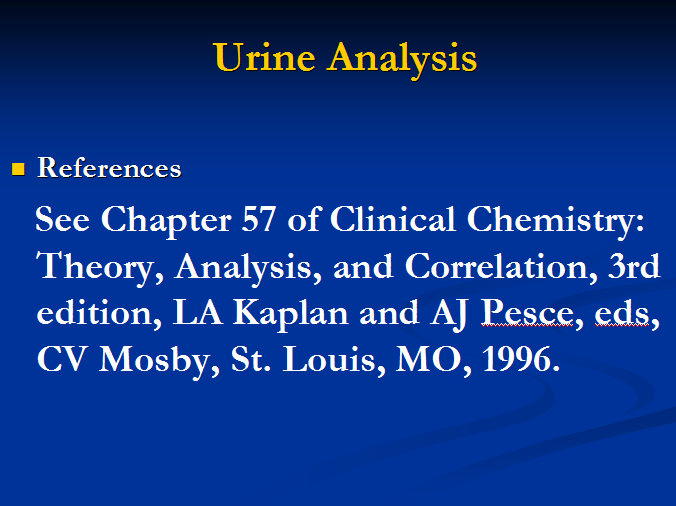 Urine Analysis
References
See Chapter 57 of Clinical Chemistry:
Theory, Analysis, and Correlation, 3rd
edition, LA Kaplan and AJ Pesce, eds,
CV Mosby, St. Louis, MO, 1996.